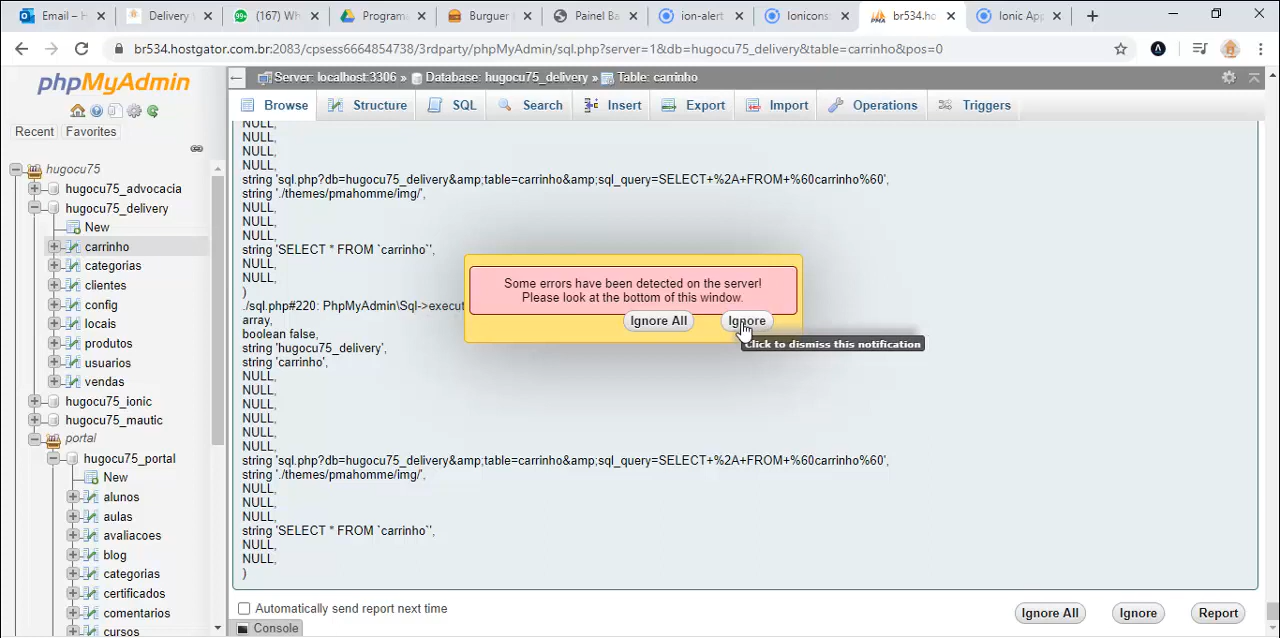 Email –
Delivery
(167) Wh
Programa
Burguer
Painel Ba
ion-alert
Ionicons
br534.ho
Ionic App
br534.hostgator.com.br:2083/cpsess6664854738/3rdparty/phpMyAdmin/sql.php?server=1&db=hugocu75_delivery&table=carrinho&pos=0
phpMyAdmin
Recent
Favorites
hugocu75
hugocu75_advocacia
hugocu75_delivery
New
carrinho
categorias
clientes
config
locais
produtos
usuarios
vendas
hugocu75_ionic
hugocu75_mautic
portal
hugocu75_portal
New
alunos
aulas
avaliacoes
blog
categorias
certificados
comentarios
cursos
Server: localhost:3306 » Database: hugocu75_delivery » Table: carrinho
Browse
Structure
SQL
Search
Insert
Export
Import
Operations
Triggers
NULL,
NULL,
NULL,
NULL,
string 'sql.php?db=hugocu75_delivery&amp;table=carrinho&amp;sql_query=SELECT+%2A+FROM+%60carrinho%60',
string './themes/pmahomme/img/',
NULL,
NULL,
NULL,
string 'SELECT * FROM `carrinho`',
NULL,
NULL,
)
./sql.php#220: PhpMyAdmin\Sql->execut
array,
boolean false,
string 'hugocu75_delivery',
string 'carrinho',
NULL,
NULL,
NULL,
NULL,
NULL,
NULL,
string 'sql.php?db=hugocu75_delivery&amp;table=carrinho&amp;sql_query=SELECT+%2A+FROM+%60carrinho%60',
string './themes/pmahomme/img/',
NULL,
NULL,
NULL,
string 'SELECT * FROM `carrinho`',
NULL,
NULL,
)
Some errors have been detected on the server!
Please look at the bottom of this window.
Ignore All
Ignore
Click to dismiss this notification
Automatically send report next time
Ignore All
Ignore
Report
Console